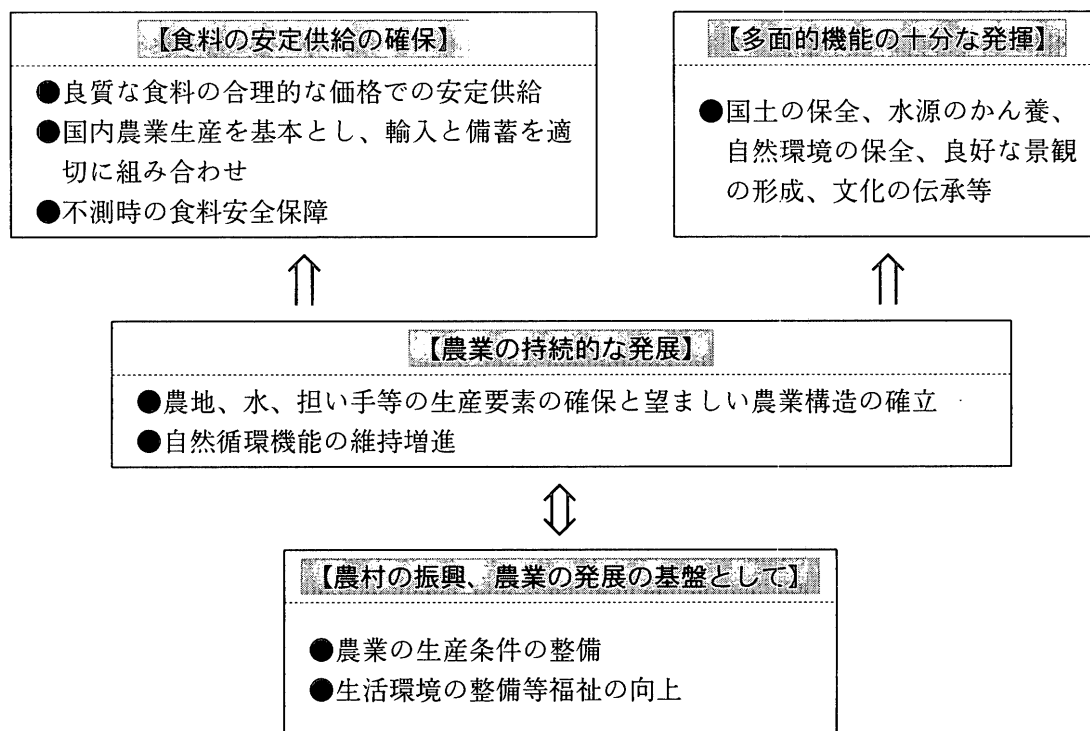 【食料の安定供給の確保】
●良質な食料の合理的な価格での安定供給
●国内農業生産を基本とし、輸入と備蓄を適
切に組み合わせ
●不測時の食料安全保障
【多面的機能の十分な発揮】
●国土の保全、水源のかん養、
自然環境の保全、良好な景観
の形成、文化の伝承等
【農業の持続的な発展】
●農地、水、担い手等の生産要素の確保と望ましい農業構造の確立
●自然循環機能の維持増進
【農村の振興、農業の発展の基盤として】
●農業の生産条件の整備
●生活環境の整備等福祉の向上